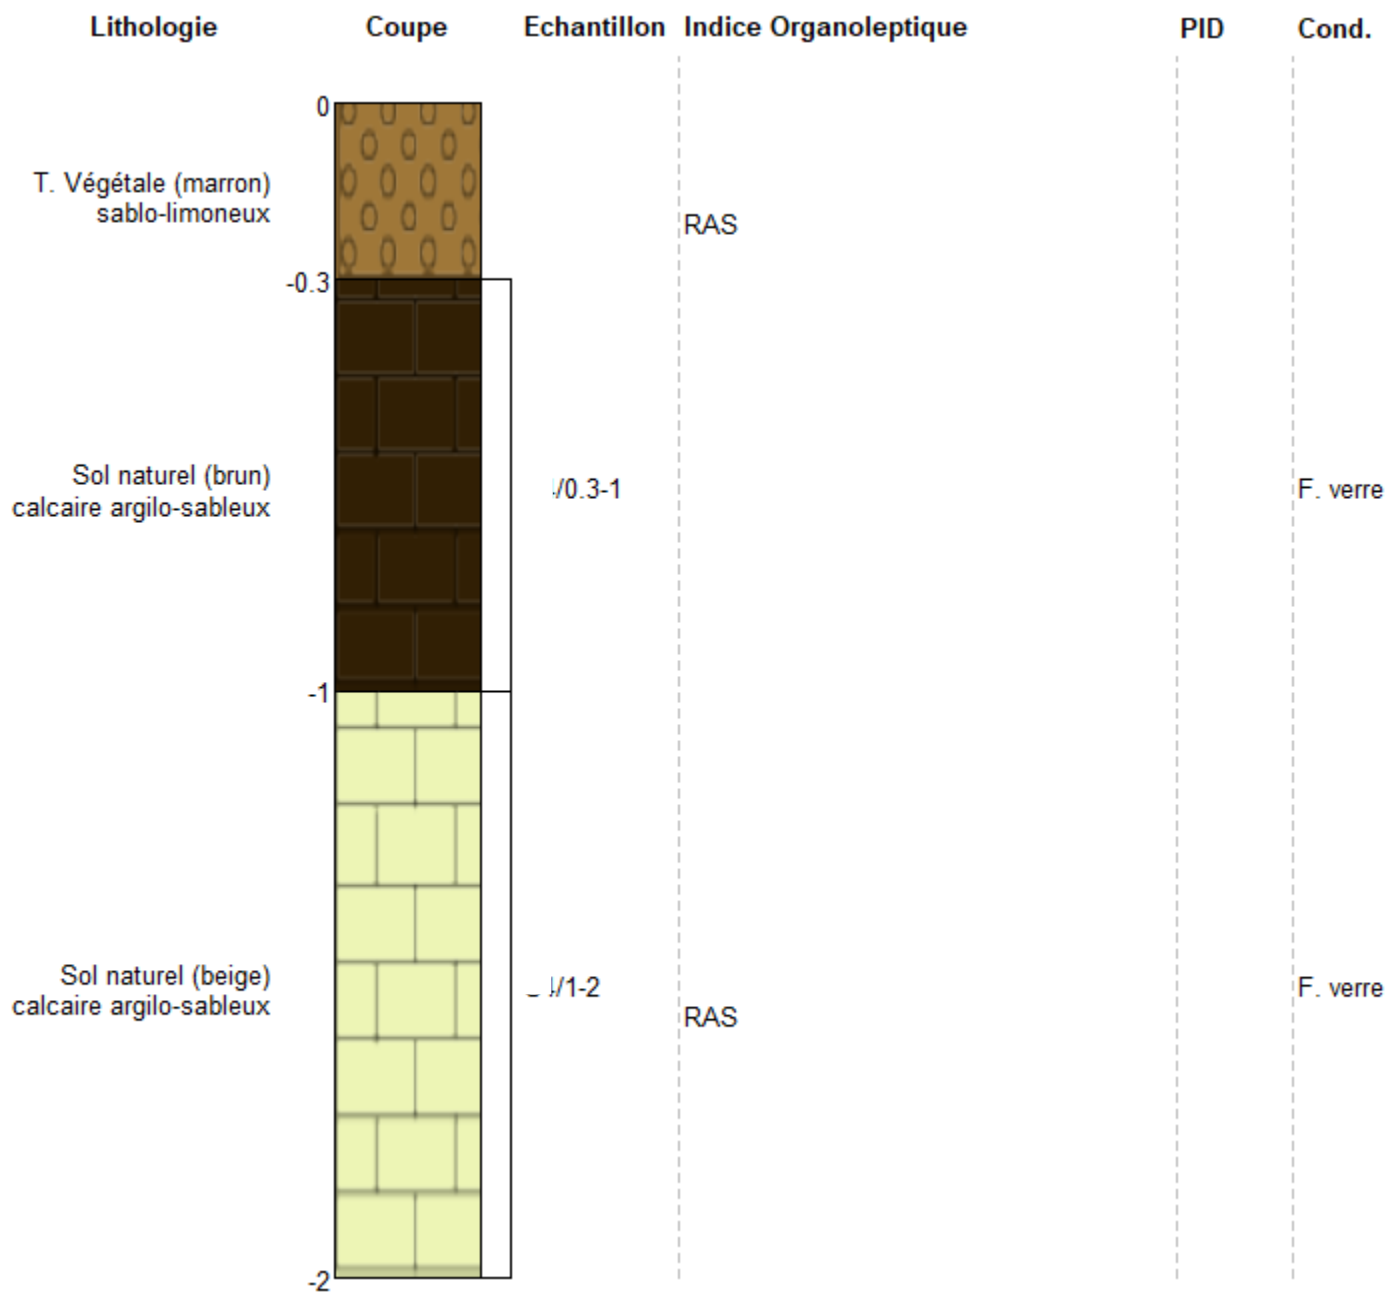 Lithologie Coupe Echantillon Indice Organoleptique PID Cond.
0
T. Végétale (marron)
sablo-limoneux
RAS
-0.3
Sol naturel (brun)
calcaire argilo-sableux
/0.3-1
F. verre
-1
Sol naturel (beige)
calcaire argilo-sableux
/1-2
F. verre
RAS
-2